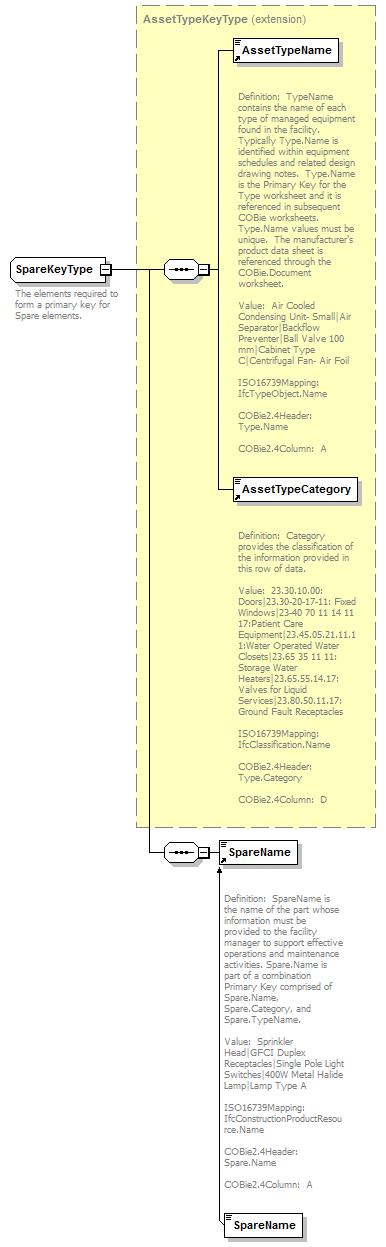 AssetTypeKeyType (extension)
AssetTypeName
Definition:  TypeName
contains the name of each
type of managed equipment
found in the facility.
Typically Type.Name is
identified within equipment
schedules and related design
drawing notes.  Type.Name
is the Primary Key for the
Type worksheet and it is
referenced in subsequent
COBie worksheets.
Type.Name values must be
unique.  The manufacturer's
product data sheet is
referenced through the
COBie.Document
worksheet.
Value:  Air Cooled
Condensing Unit- Small|Air
Separator|Backflow
Preventer|Ball Valve 100
mm|Cabinet Type
C|Centrifugal Fan- Air Foil
ISO16739Mapping:
IfcTypeObject.Name
COBie2.4Header:
Type.Name
COBie2.4Column:  A
SpareKeyType
The elements required to
form a primary key for
Spare elements.
AssetTypeCategory
Definition:  Category
provides the classification of
the information provided in
this row of data.
Value:  23.30.10.00:
Doors|23.30-20-17-11: Fixed
Windows|23-40 70 11 14 11
17:Patient Care
Equipment|23.45.05.21.11.1
1:Water Operated Water
Closets|23.65 35 11 11:
Storage Water
Heaters|23.65.55.14.17:
Valves for Liquid
Services|23.80.50.11.17:
Ground Fault Receptacles
ISO16739Mapping:
IfcClassification.Name
COBie2.4Header:
Type.Category
COBie2.4Column:  D
SpareName
Definition:  SpareName is
the name of the part whose
information must be
provided to the facility
manager to support effective
operations and maintenance
activities. Spare.Name is
part of a combination
Primary Key comprised of
Spare.Name,
Spare.Category, and
Spare.TypeName.
Value:  Sprinkler
Head|GFCI Duplex
Receptacles|Single Pole Light
Switches|400W Metal Halide
Lamp|Lamp Type A
ISO16739Mapping:
IfcConstructionProductResou
rce.Name
COBie2.4Header:
Spare.Name
COBie2.4Column:  A
SpareName